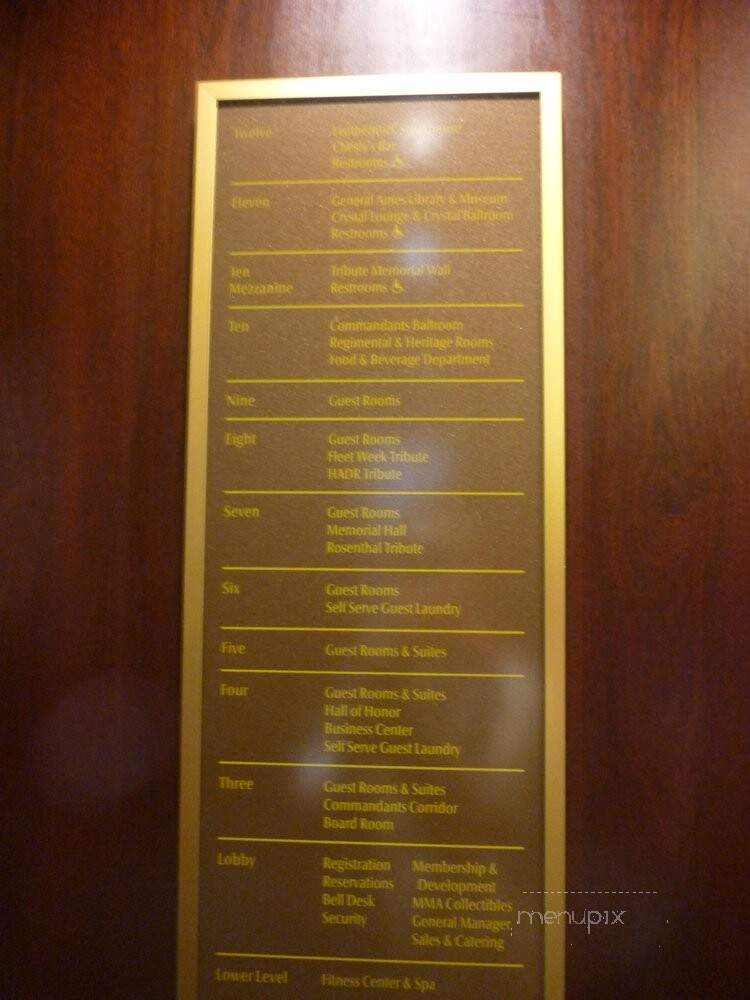 Twelve Leatherneck
Chesty's Bar
Restrooms
Eleven General Ames Library & Museum
Crystal Lounge & Crystal Ballroom
Restrooms
Ten Tribute Memorial Wall
Mezzanine Restrooms
Ten Commandants Ballroom
Regimental & Heritage Rooms
Food & Beverage Department
Nine Guest Rooms
Eight Guest Rooms
Fleet Week Tribute
HADR Tribute
Seven Guest Rooms
Memorial Hall
Rosenthal Tribute
Six Guest Rooms
Self Serve Guest Laundry
Five Guest Rooms & Suites
Four Guest Rooms & Suites
Hall of Honor
Business Center
Self Serve Guest Laundry
Three Guest Rooms & Suites
Commandants Corridor
Board Room
Lobby Registration Membership &
Reservations Development
Bell Desk MMA Collectibles
Security General Manager
Sales & Catering
Lower Level Fitness Center & Spa
menupix